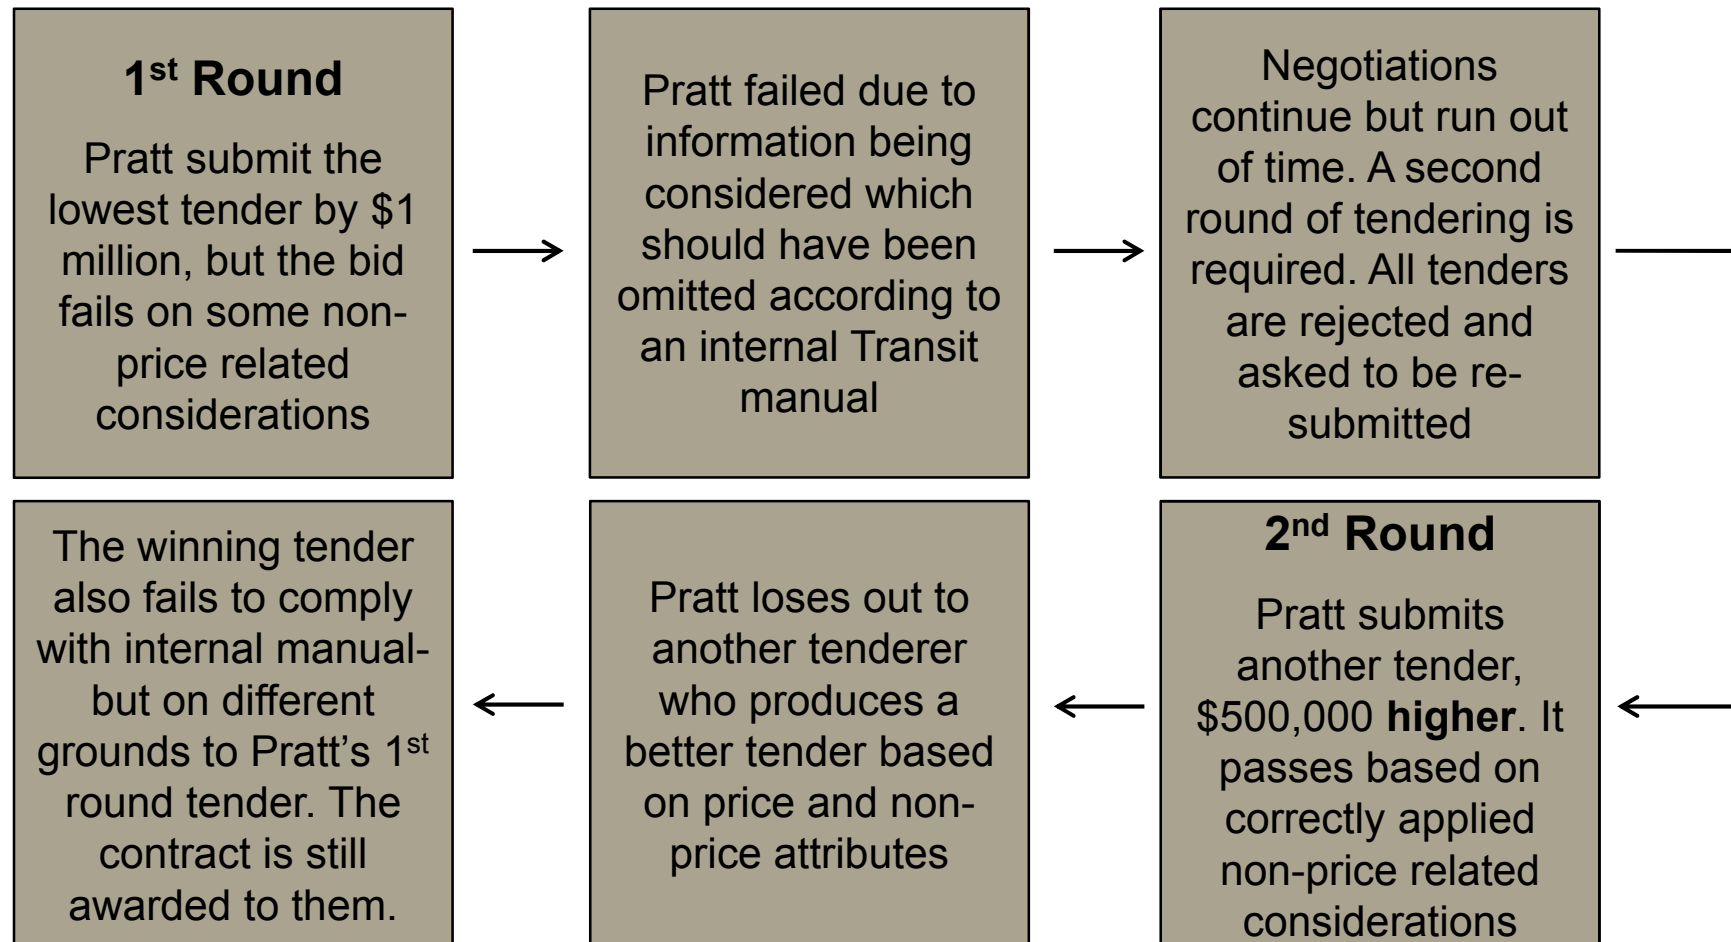 1st Round
Pratt submit the
lowest tender by $1
million, but the bid
fails on some non-
price related
considerations
Pratt failed due to
information being
considered which
should have been
omitted according to
an internal Transit
manual
Negotiations
continue but run out
of time. A second
round of tendering is
required. All tenders
are rejected and
asked to be re-
submitted
2nd Round
Pratt submits
another tender,
$500,000 higher. It
passes based on
correctly applied
non-price related
considerations
Pratt loses out to
another tenderer
who produces a
better tender based
on price and non-
price attributes
The winning tender
also fails to comply
with internal manual-
but on different
grounds to Pratt’s 1st
round tender. The
contract is still
awarded to them.